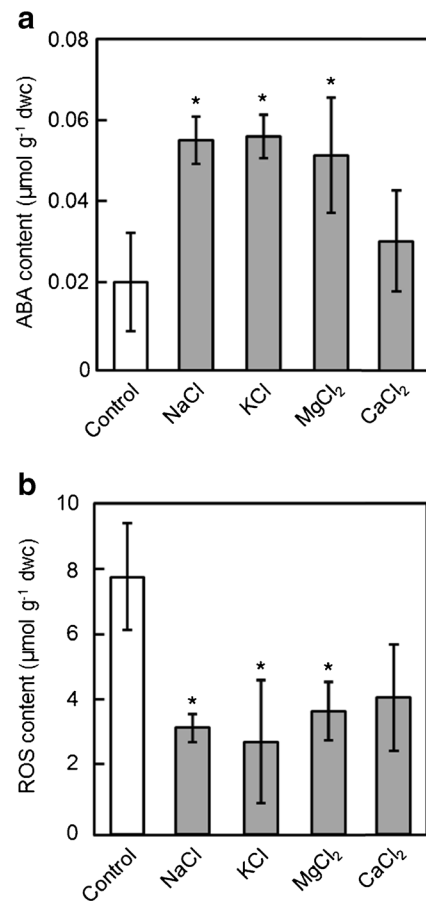 a
ABA content (µmol g⁻¹ dwc)
0.08
0.06
0.04
0.02
0
* * *
Control NaCl KCl MgCl₂ CaCl₂
b
ROS content (µmol g⁻¹ dwc)
10
8
6
4
2
0
* * *
Control NaCl KCl MgCl₂ CaCl₂